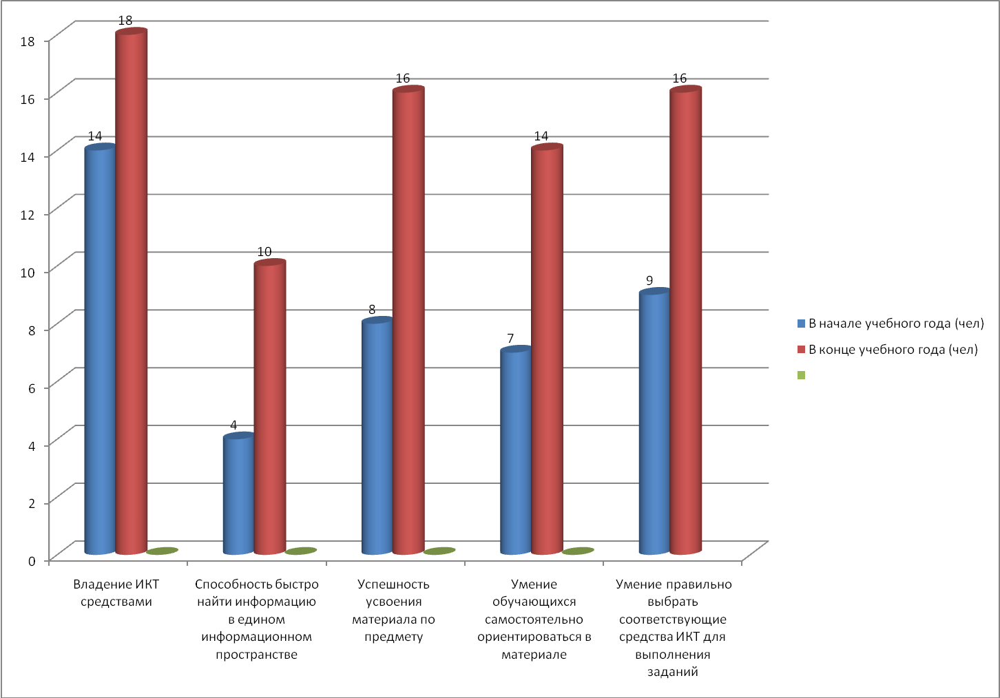 18
16
14
12
10
8
6
4
2
0
14
18
4
10
8
16
7
14
9
16
Владение ИКТ
средствами
Способность быстро
найти информацию
в едином
информационном
пространстве
Успешность
усвоения
материала по
предмету
Умение
обучающихся
самостоятельно
ориентироваться в
материале
Умение правильно
выбрать
соответствующие
средства ИКТ для
выполнения
заданий
В начале учебного года (чел)
В конце учебного года (чел)